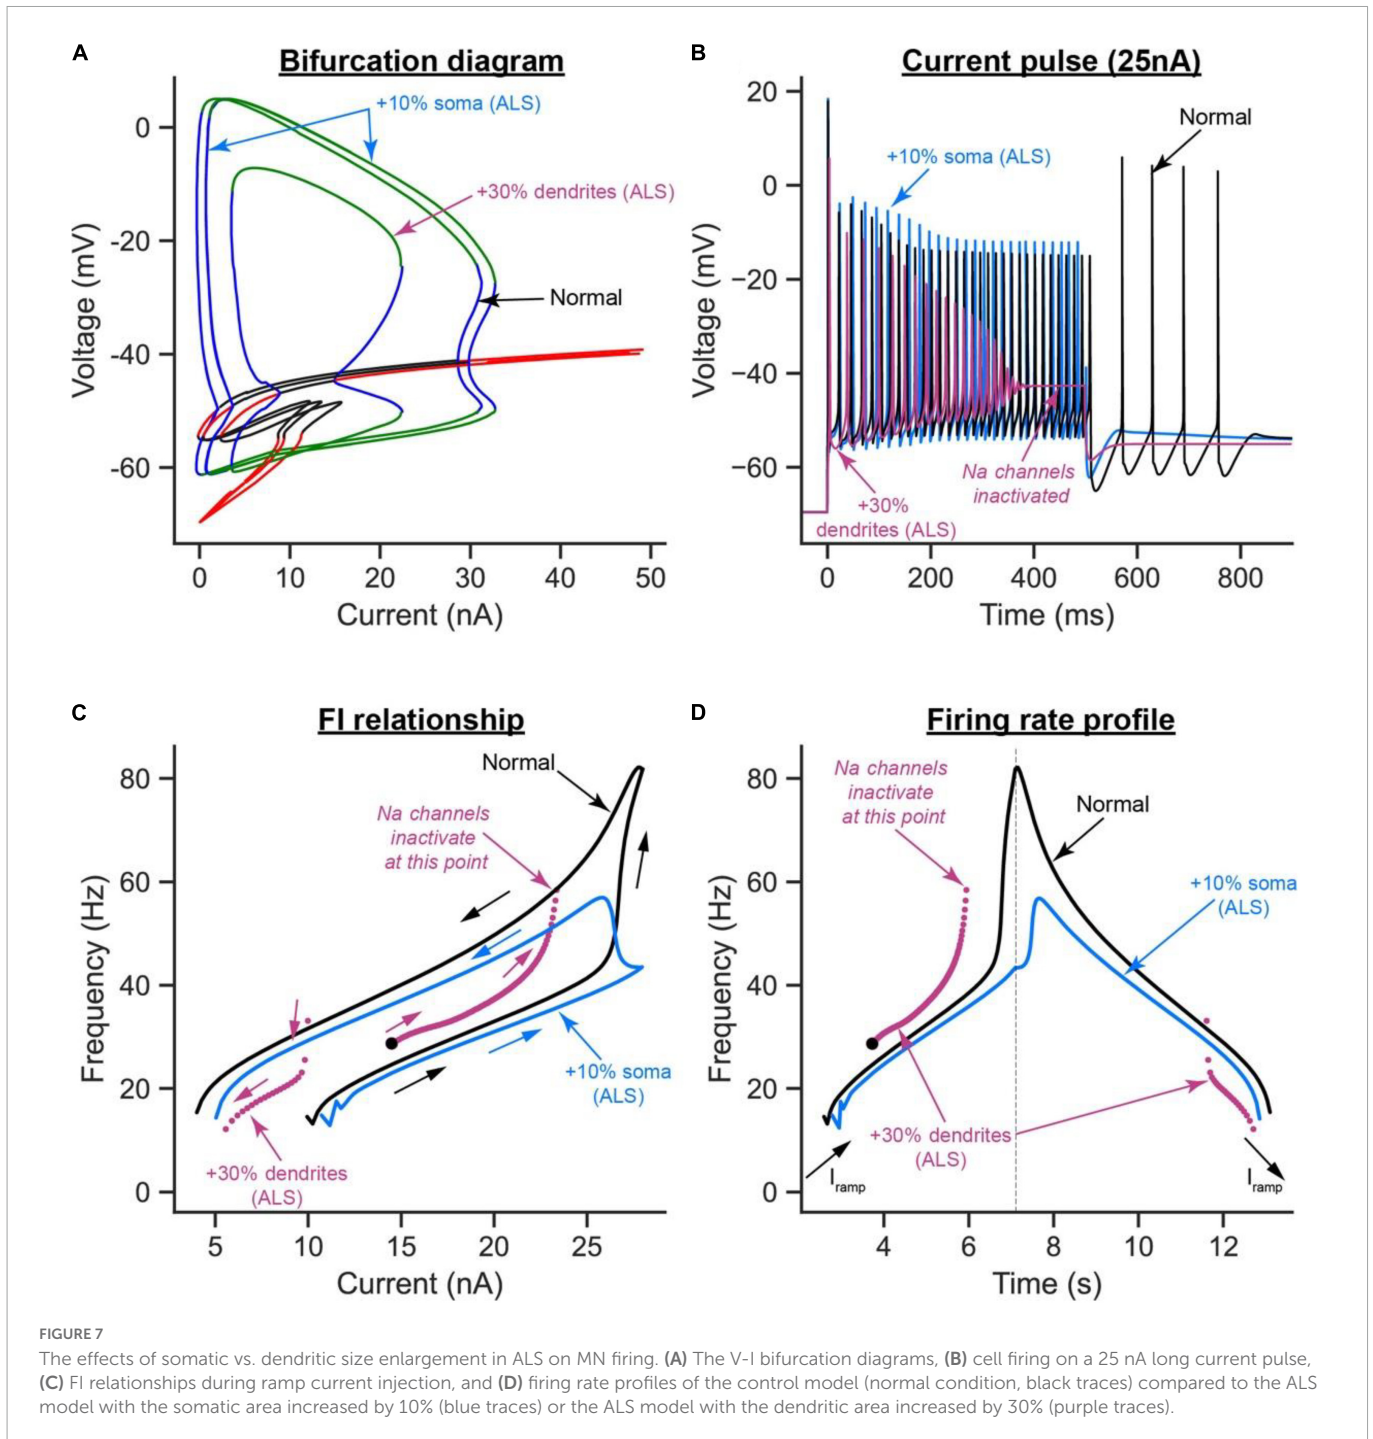 A
Bifurcation diagram
+10% soma (ALS)
+30% dendrites (ALS)
Normal
0
-20
-40
-60
Voltage (mV)
0 10 20 30 40 50
Current (nA)
B
Current pulse (25nA)
Normal
+10% soma (ALS)
Na channels
inactivated
+30%
dendrites (ALS)
20
0
−20
−40
−60
Voltage (mV)
0 200 400 600 800
Time (ms)
C
FI relationship
Normal
Na channels
inactivate
at this point
+10% soma
(ALS)
+30% dendrites
(ALS)
80
60
40
20
0
Frequency (Hz)
5 10 15 20 25
Current (nA)
D
Firing rate profile
Na channels
inactivate
at this point
Normal
+10% soma
(ALS)
+30% dendrites
(ALS)
Iramp
Iramp
80
60
40
20
0
Frequency (Hz)
4 6 8 10 12
Time (s)
FIGURE 7
The effects of somatic vs. dendritic size enlargement in ALS on MN firing. (A) The V-I bifurcation diagrams, (B) cell firing on a 25 nA long current pulse,
(C) FI relationships during ramp current injection, and (D) firing rate profiles of the control model (normal condition, black traces) compared to the ALS
model with the somatic area increased by 10% (blue traces) or the ALS model with the dendritic area increased by 30% (purple traces).